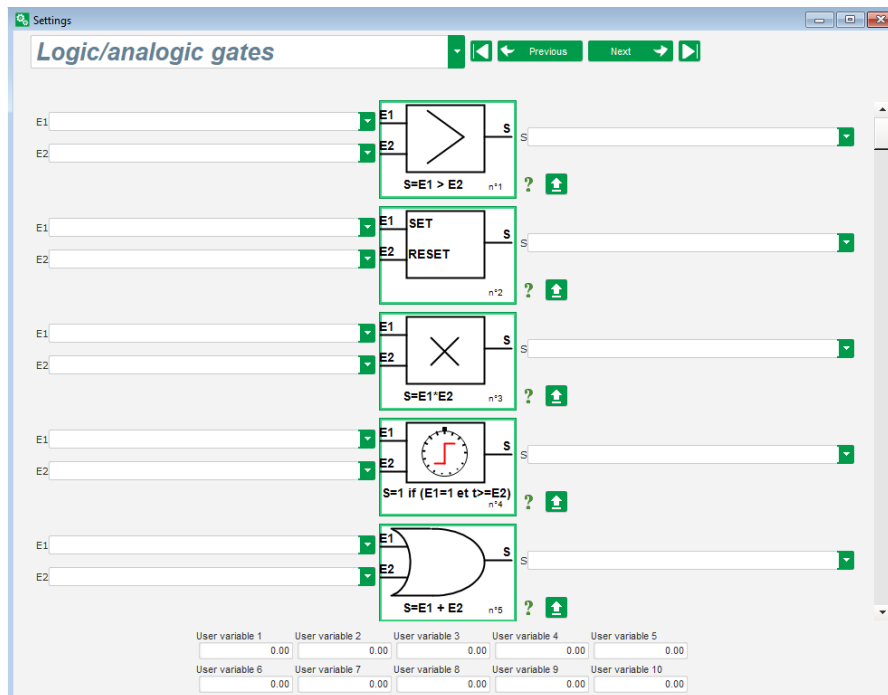 Settings
Logic/analogic gates
Previous
Next
E1
E2
E1
E2
S
S=E1 > E2
n°1
S
?
E1
E2
E1
E2
SET
RESET
S
n°2
S
?
E1
E2
E1
E2
S
S=E1*E2
n°3
S
?
E1
E2
E1
E2
S
S=1 if (E1=1 et t>=E2)
n°4
S
?
E1
E2
E1
E2
S
S=E1 + E2
n°5
S
?
User variable 1 User variable 2 User variable 3 User variable 4 User variable 5
0.00 0.00 0.00 0.00 0.00
User variable 6 User variable 7 User variable 8 User variable 9 User variable 10
0.00 0.00 0.00 0.00 0.00